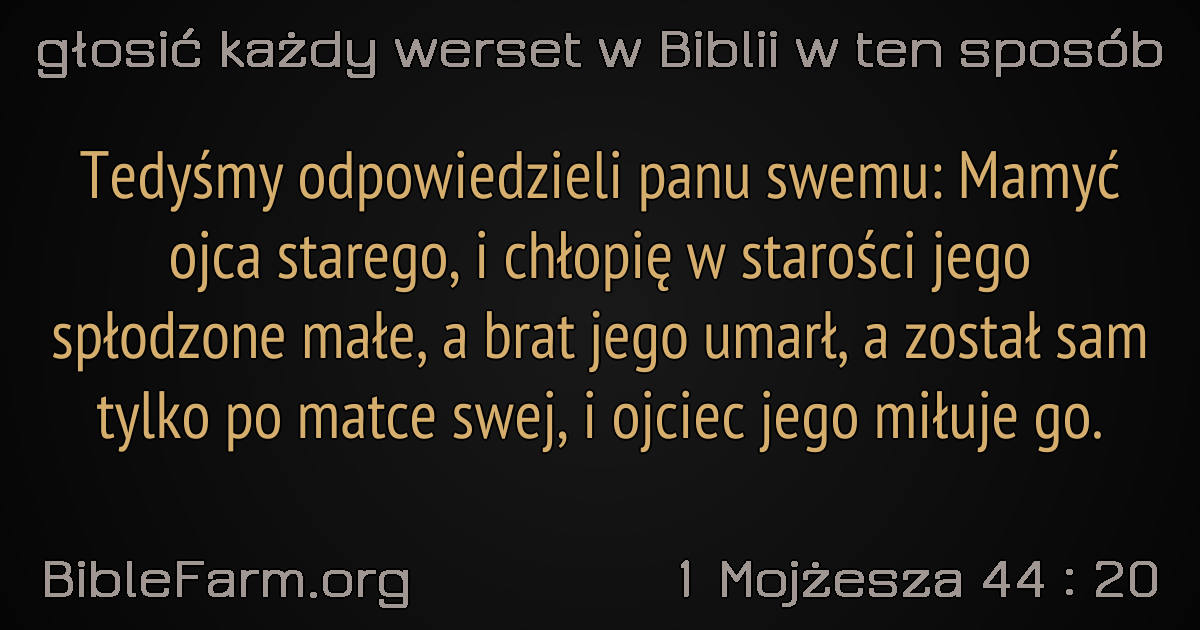 głosić każdy werset w Biblii w ten sposób
Tedyśmy odpowiedzieli panu swemu: Mamyć
ojca starego, i chłopię w starości jego
spłodzone małe, a brat jego umarł, a został sam
tylko po matce swej, i ojciec jego miłuje go.
BibleFarm.org
1 Mojżesza 44 : 20